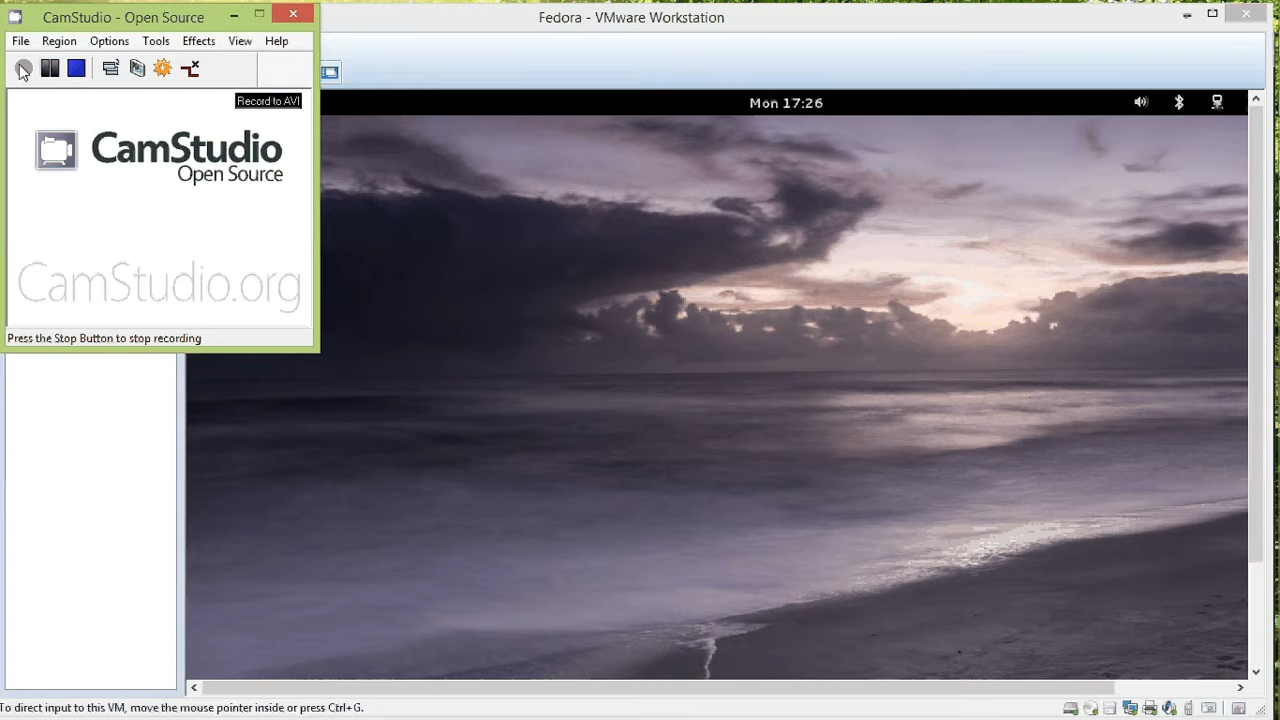 CamStudio - Open Source
Fedora - VMware Workstation
File Region Options Tools Effects View Help
Record to AVI
Mon 17:26
CamStudio
Open Source
CamStudio.org
Press the Stop Button to stop recording
To direct input to this VM, move the mouse pointer inside or press Ctrl+G.